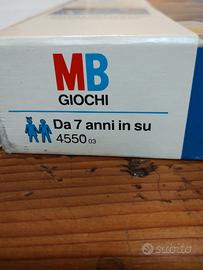 MB
GIOCHI
Da 7 anni in su
4550 03
subito